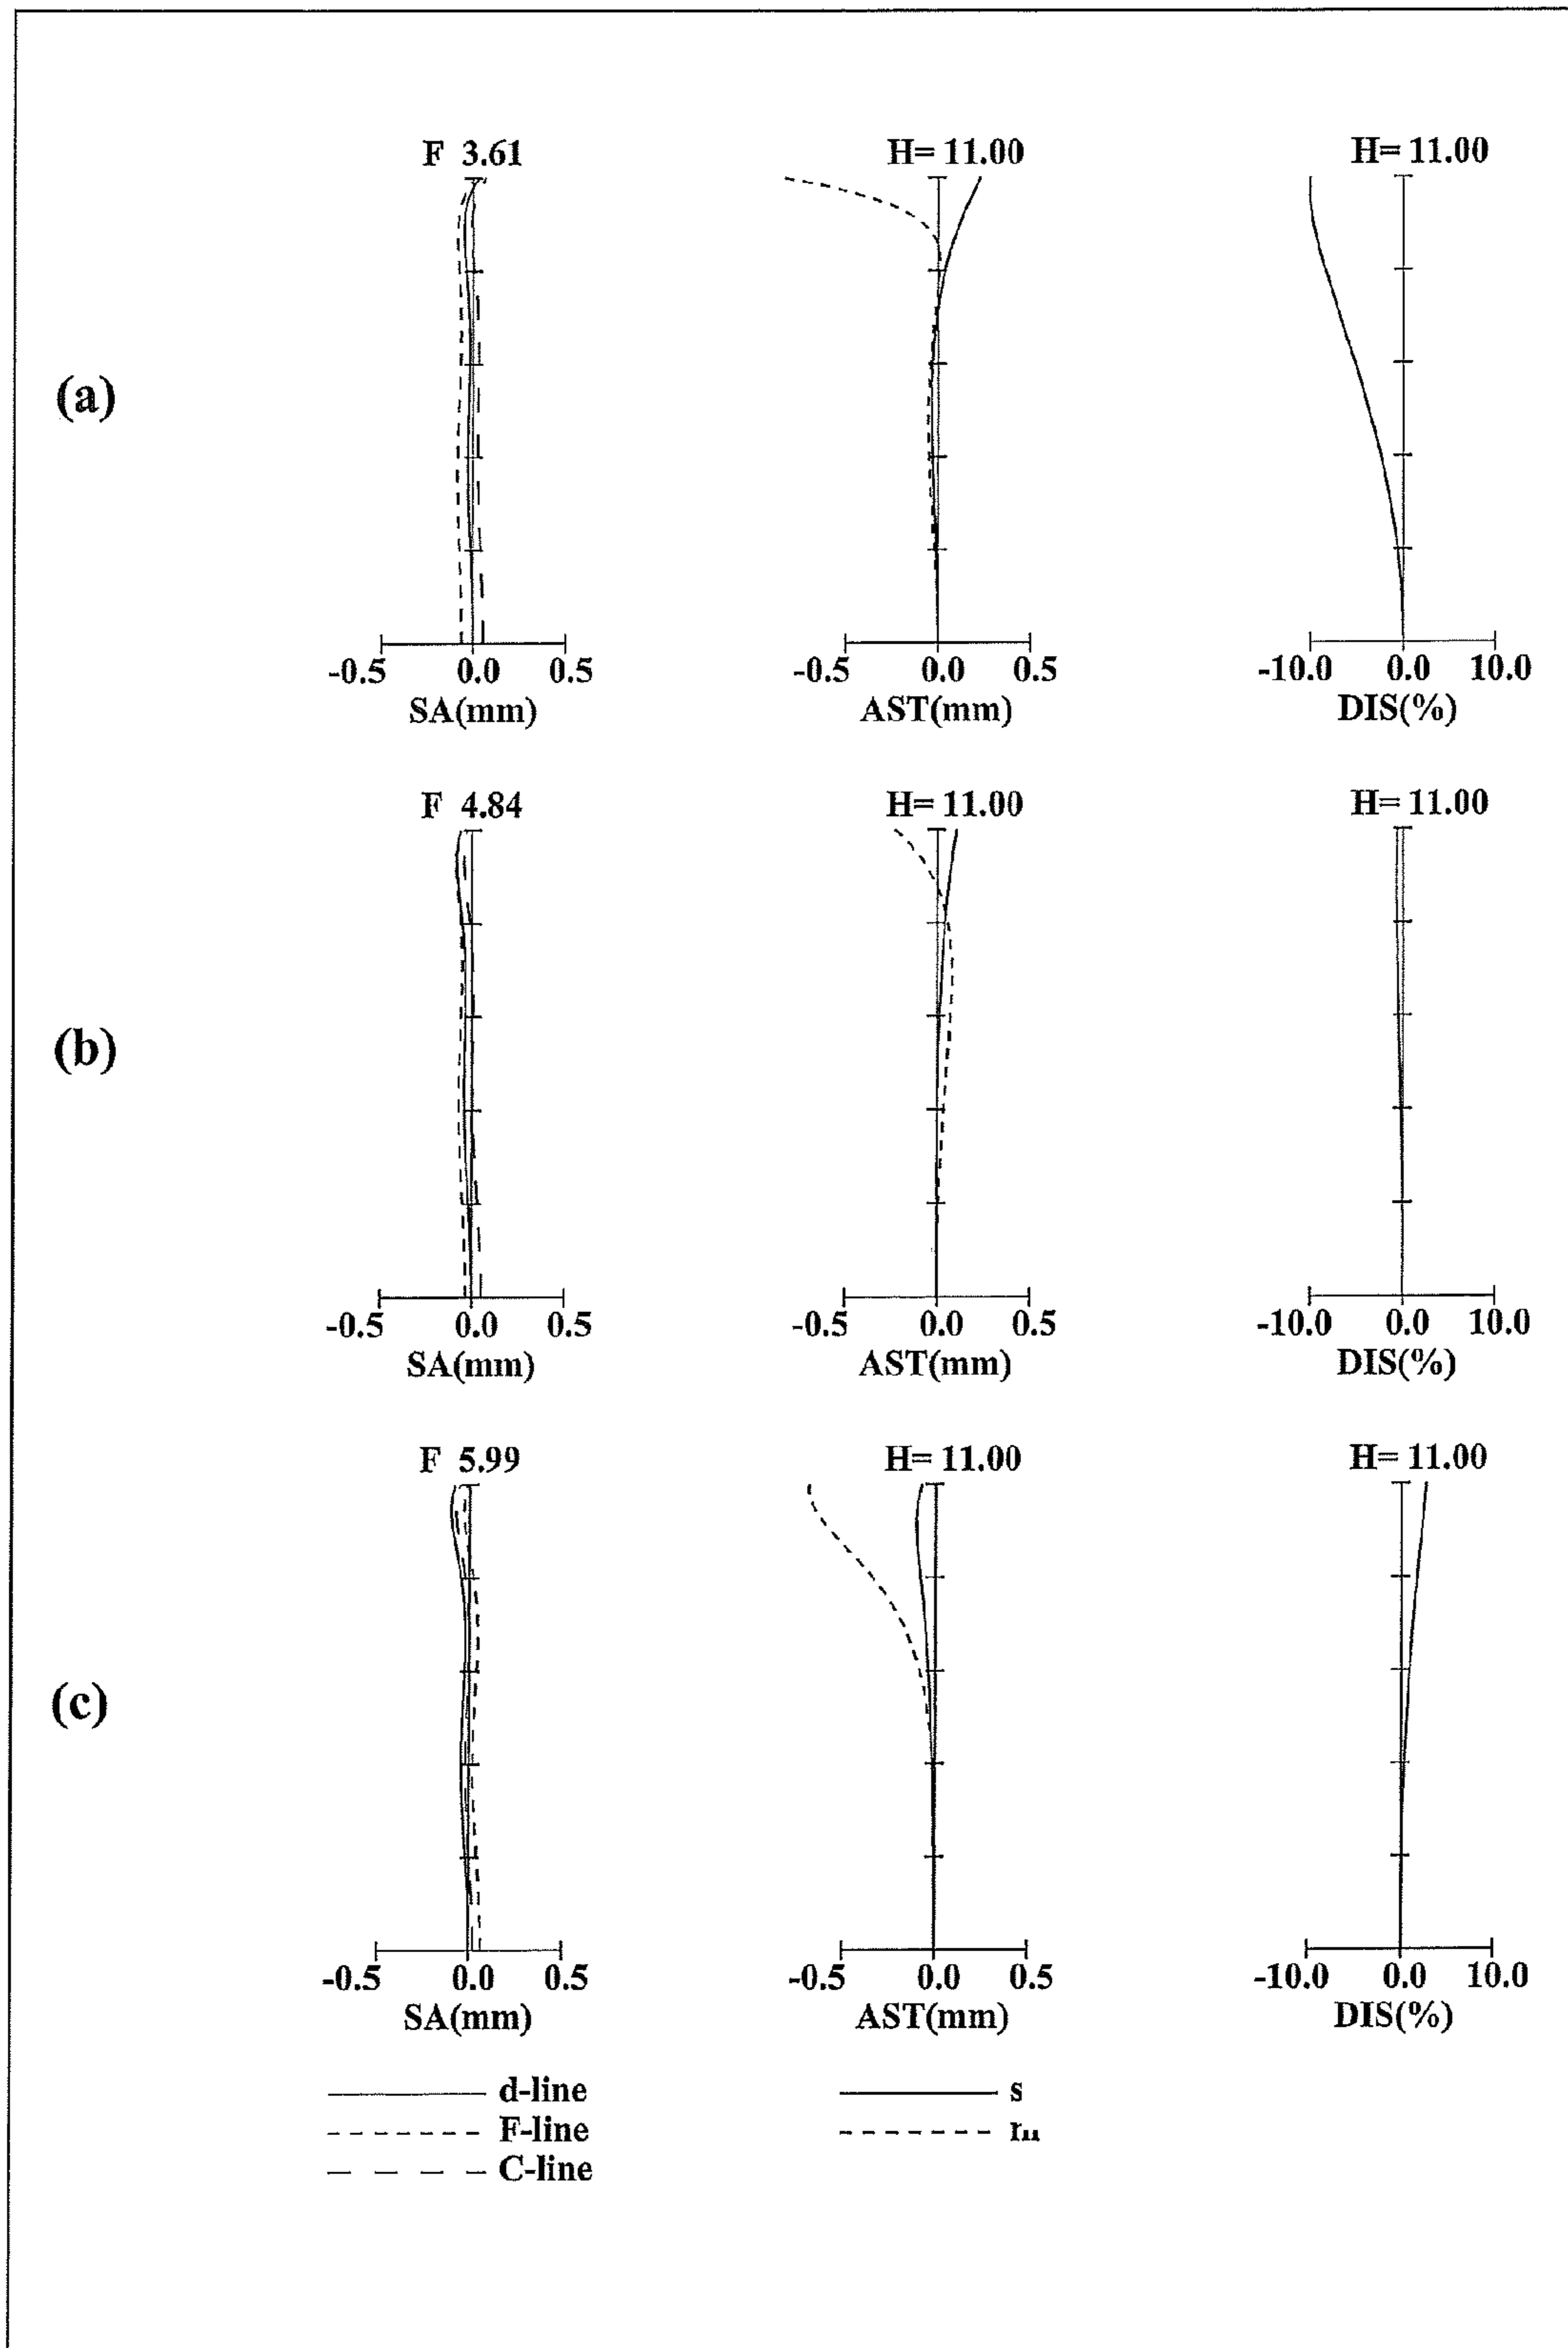 (a)
F 3.61
H= 11.00
H= 11.00
-0.5 0.0 0.5
SA(mm)
-0.5 0.0 0.5
AST(mm)
-10.0 0.0 10.0
DIS(%)
(b)
F 4.84
H= 11.00
H= 11.00
-0.5 0.0 0.5
SA(mm)
-0.5 0.0 0.5
AST(mm)
-10.0 0.0 10.0
DIS(%)
(c)
F 5.99
H= 11.00
H= 11.00
-0.5 0.0 0.5
SA(mm)
-0.5 0.0 0.5
AST(mm)
-10.0 0.0 10.0
DIS(%)
d-line
F-line
C-line
s